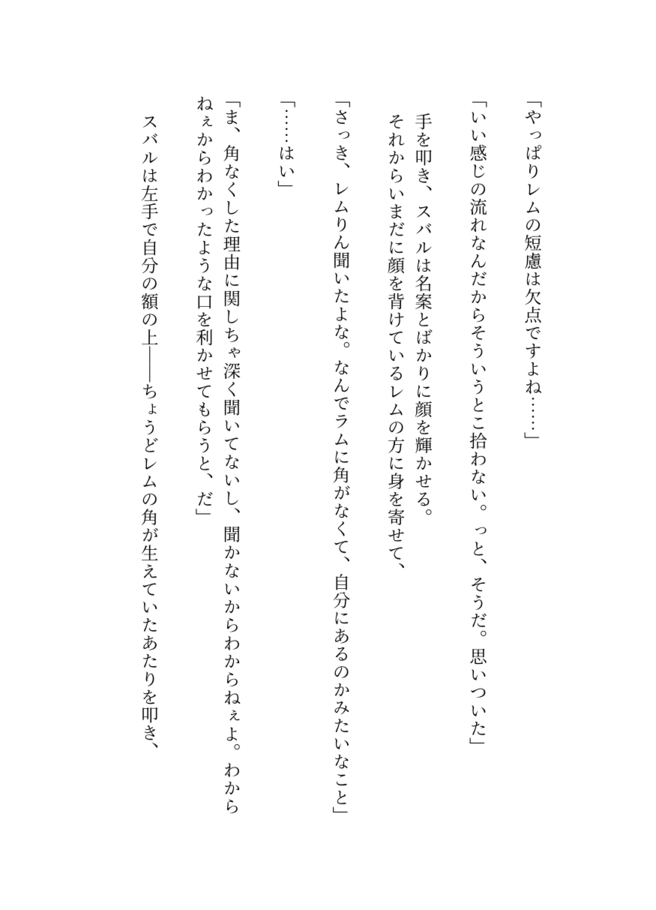 「やっぱりレムの短慮は欠点ですよね……」
「いい感じの流れなんだからそういうとこ拾わない。っと、そうだ。思いついた」
手を叩き、スバルは名案とばかりに顔を輝かせる。
それからいまだに顔を背けているレムの方に身を寄せて、
「さっき、レムりん聞いたよな。なんでラムに角がなくて、自分にあるのかみたいなこと」
「……はい」
「ま、角なくした理由に関しちゃ深く聞いてないし、聞かないからわからねぇよ。わから
ねぇからわかったような口を利かせてもらうと、だ」
スバルは左手で自分の額の上――ちょうどレムの角が生えていたあたりを叩き、